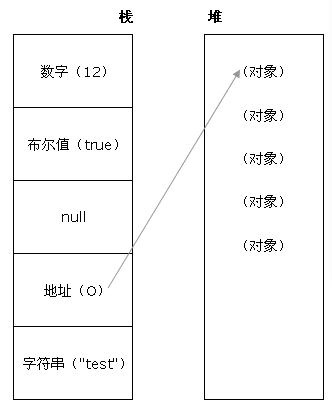 栈 堆
数字（12）
布尔值（true）
null
地址（O）
字符串（"test"）
（对象）
（对象）
（对象）
（对象）
（对象）